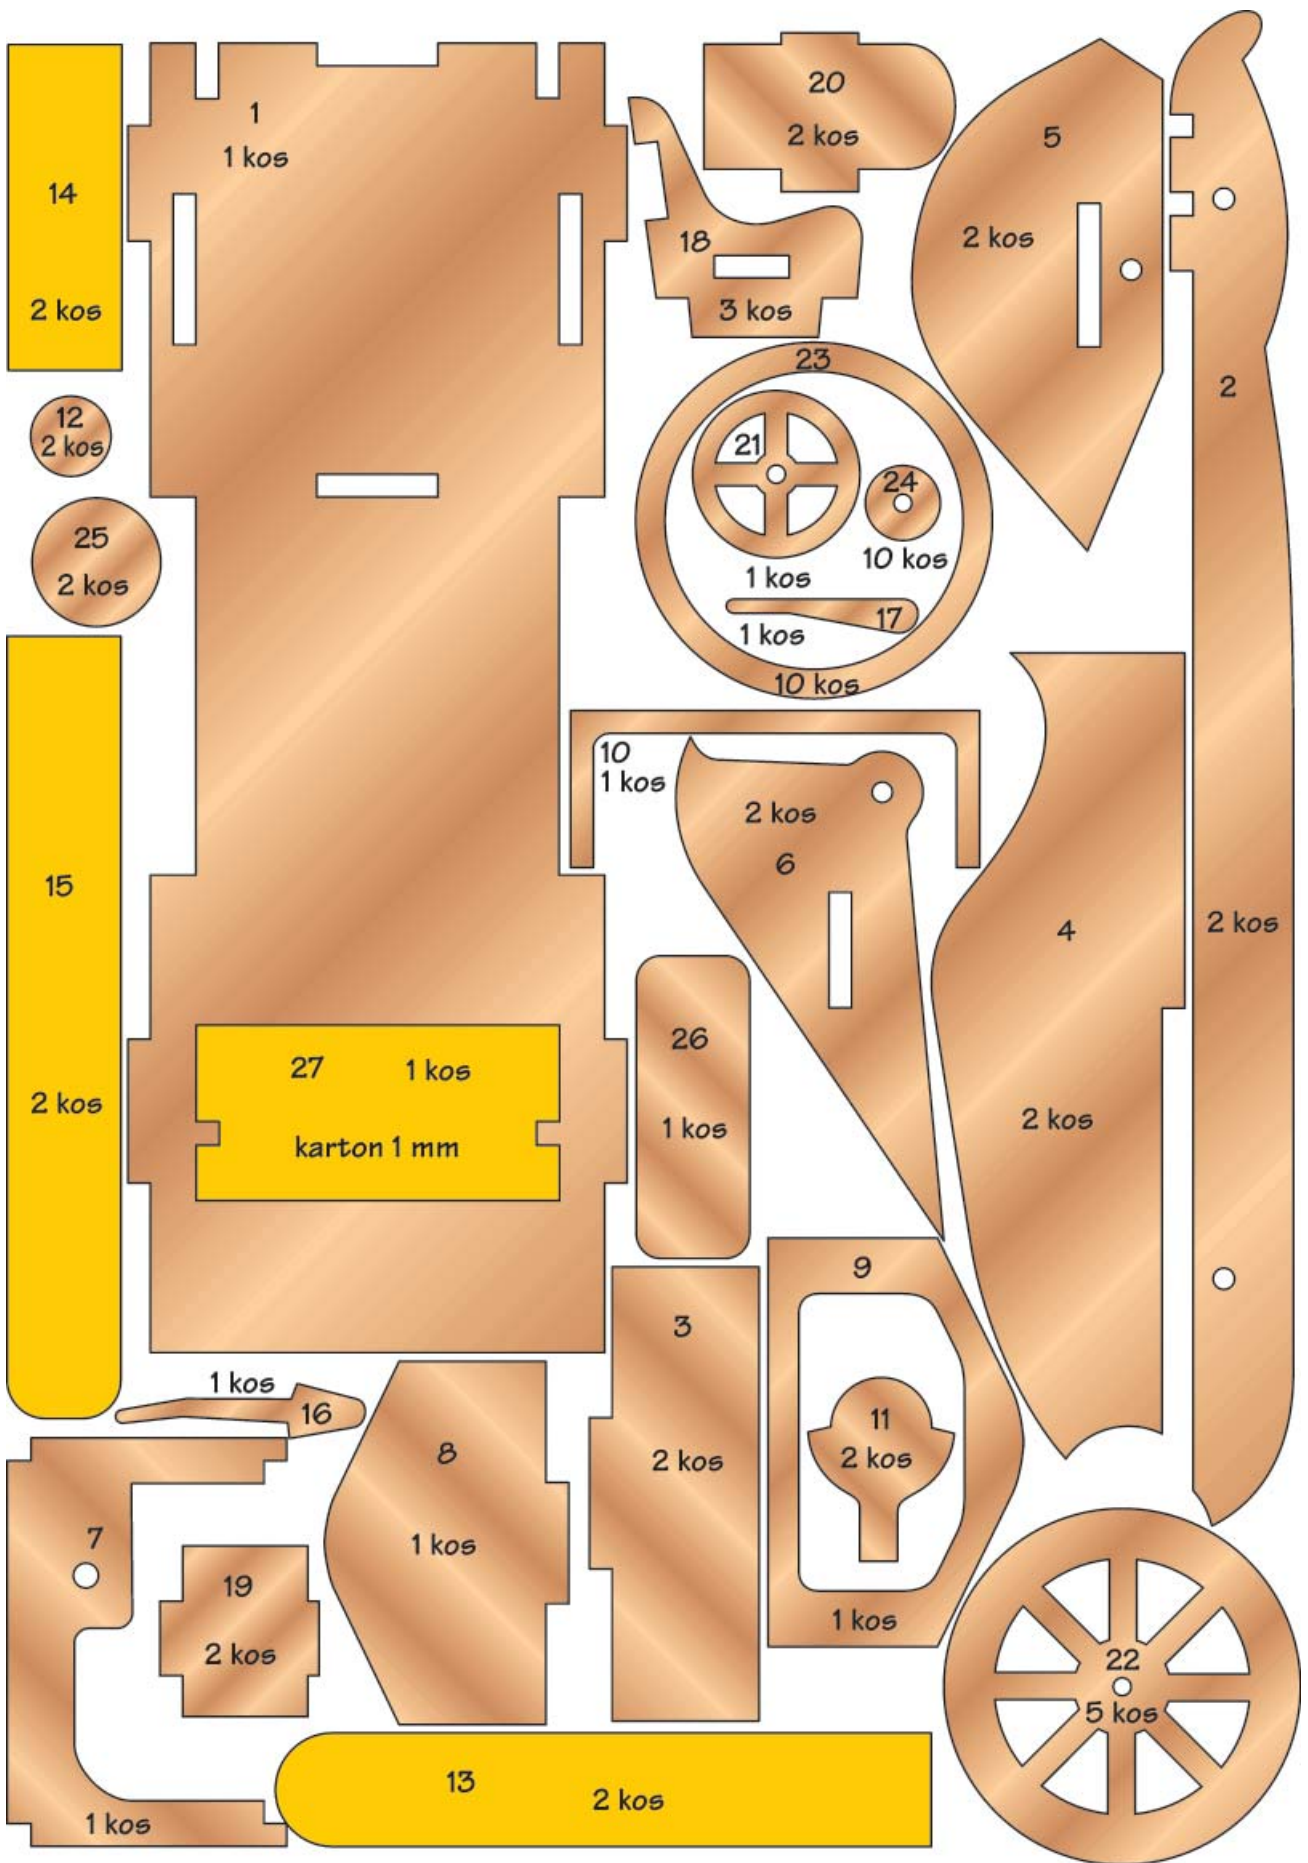 14
2 kos
1
1 kos
20
2 kos
5
2 kos
18
3 kos
2
2 kos
12
2 kos
25
2 kos
23
21
1 kos
24
10 kos
17
1 kos
10 kos
10
1 kos
2 kos
6
4
2 kos
15
2 kos
27 1 kos
karton 1 mm
26
1 kos
9
1 kos
3
2 kos
11
2 kos
1 kos
16
8
1 kos
7
1 kos
19
2 kos
22
5 kos
13
2 kos